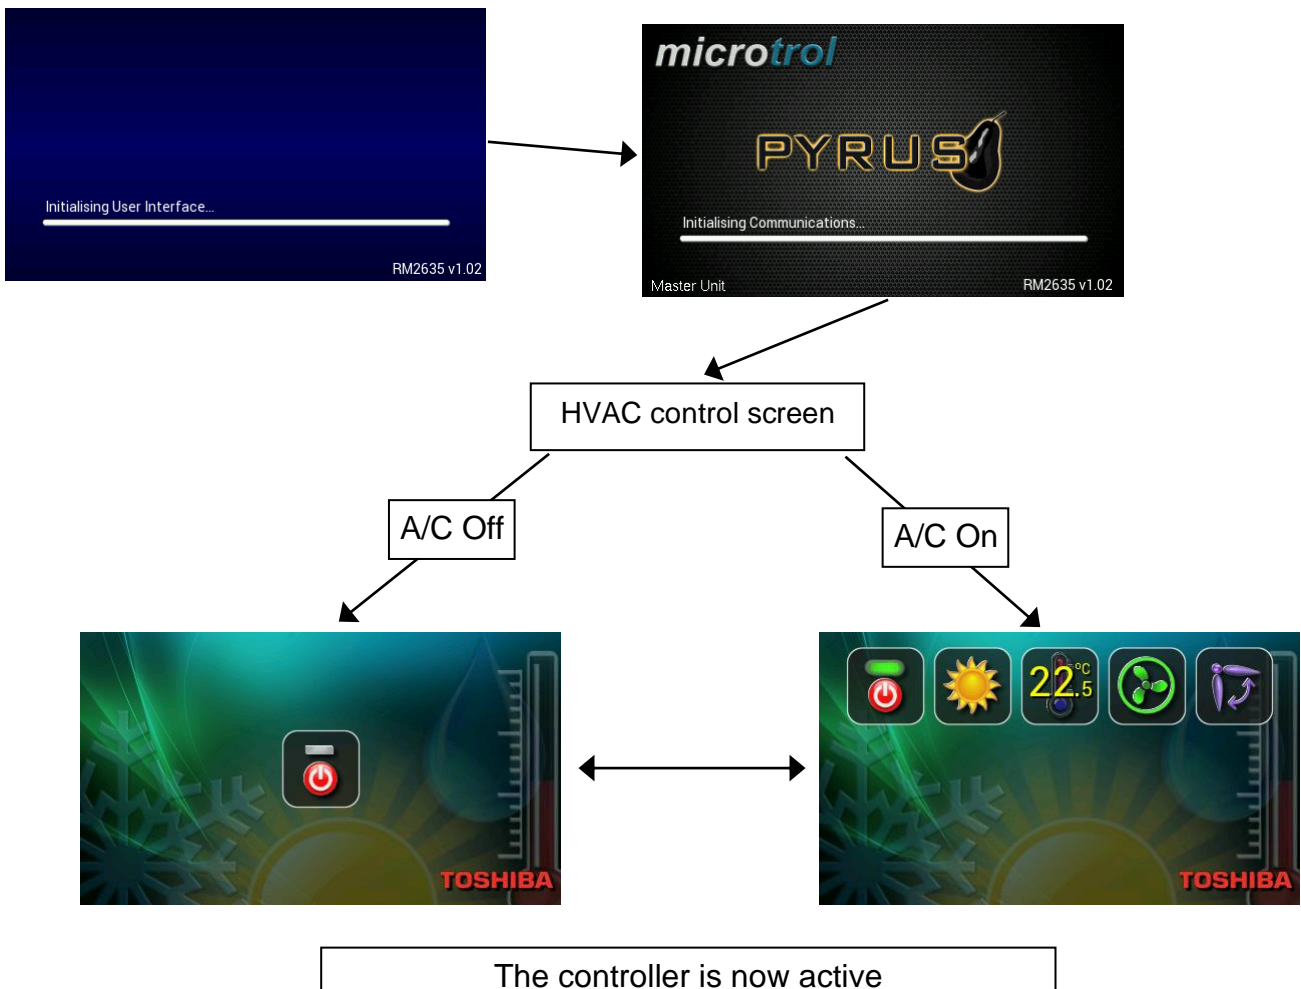 Initialising User Interface...
RM2635 v1.02
microtrol
PYRUS
Initialising Communications...
Master Unit
RM2635 v1.02
HVAC control screen
A/C Off
A/C On
22.5 °C
TOSHIBA
TOSHIBA
The controller is now active